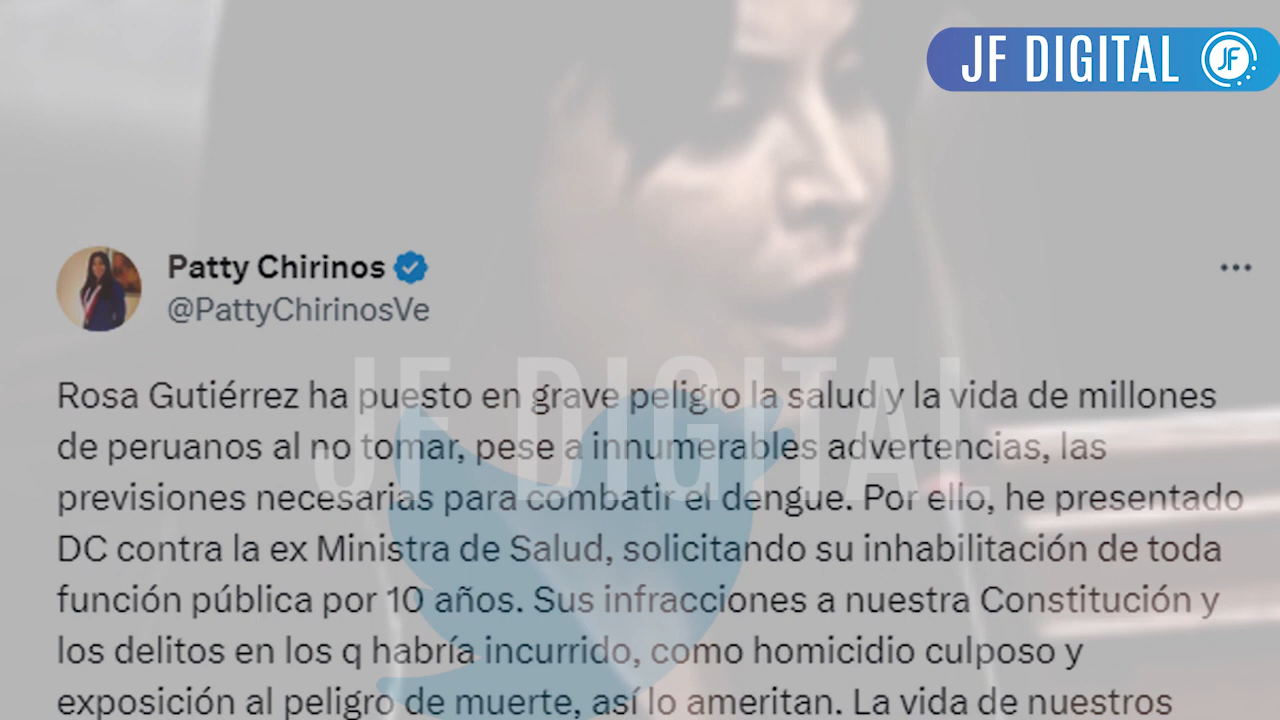 JF DIGITAL JF
Patty Chirinos
@PattyChirinosVe
JF DIGITAL
Rosa Gutiérrez ha puesto en grave peligro la salud y la vida de millones
de peruanos al no tomar, pese a innumerables advertencias, las
previsiones necesarias para combatir el dengue. Por ello, he presentado
DC contra la ex Ministra de Salud, solicitando su inhabilitación de toda
función pública por 10 años. Sus infracciones a nuestra Constitución y
los delitos en los q habría incurrido, como homicidio culposo y
exposición al peligro de muerte, así lo ameritan. La vida de nuestros